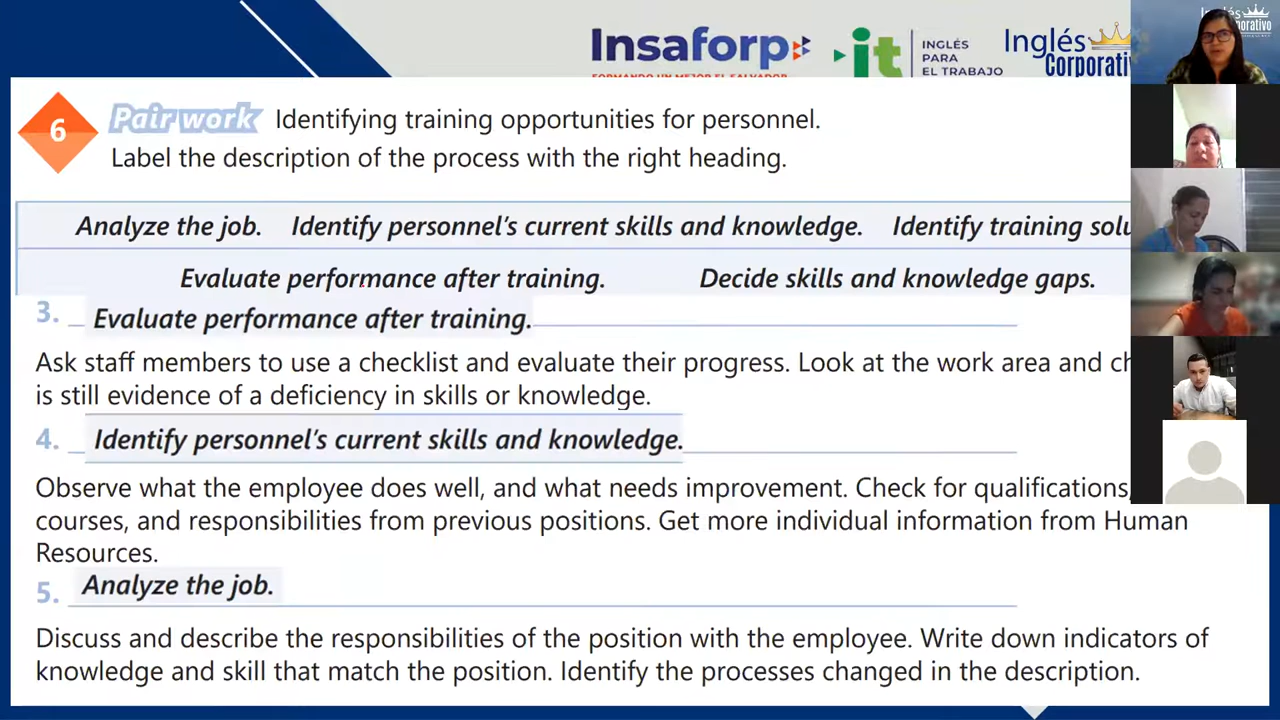 Insaforp
FORMANDO UN MEJOR EL SALVADOR
it
INGLÉS
PARA
EL TRABAJO
Inglés
Corporativo
6
Pair work Identifying training opportunities for personnel.
Label the description of the process with the right heading.
Analyze the job. Identify personnel's current skills and knowledge. Identify training
Evaluate performance after training. Decide skills and knowledge gaps.
3. Evaluate performance after training.
Ask staff members to use a checklist and evaluate their progress. Look at the work area and
is still evidence of a deficiency in skills or knowledge.
4. Identify personnel's current skills and knowledge.
Observe what the employee does well, and what needs improvement. Check for qualifications,
courses, and responsibilities from previous positions. Get more individual information from Human
Resources.
5. Analyze the job.
Discuss and describe the responsibilities of the position with the employee. Write down indicators of
knowledge and skill that match the position. Identify the processes changed in the description.